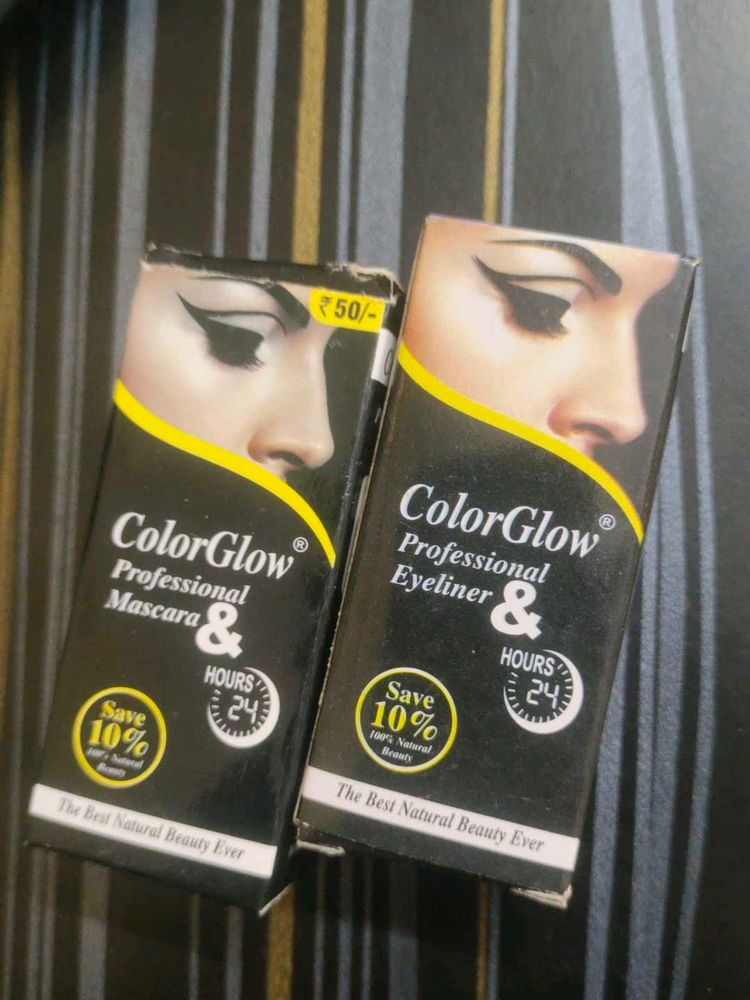 ₹50/-
ColorGlow®
Professional
Mascara &
HOURS
24
Save
10%
100% Natural
Beauty
The Best Natural Beauty Ever
ColorGlow®
Professional
Eyeliner &
HOURS
24
Save
10%
100% Natural
Beauty
The Best Natural Beauty Ever